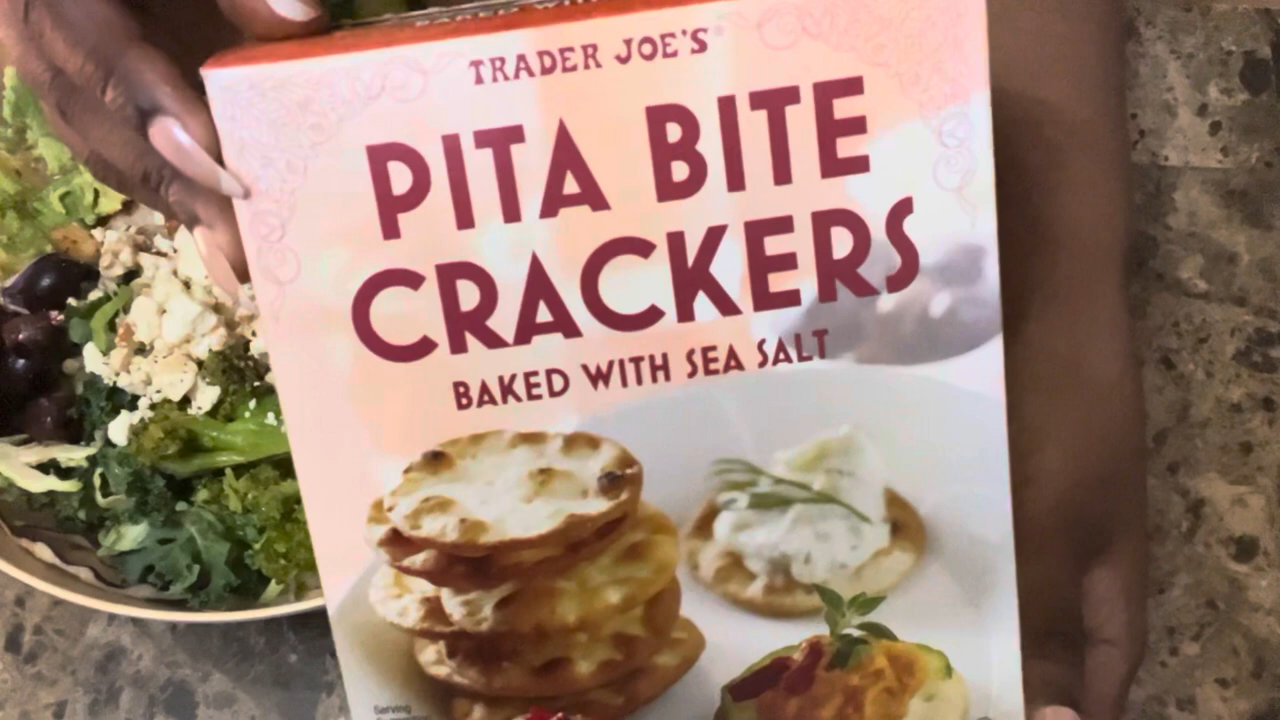 TRADER JOE'S
PITA BITE
CRACKERS
BAKED WITH SEA SALT
Serving